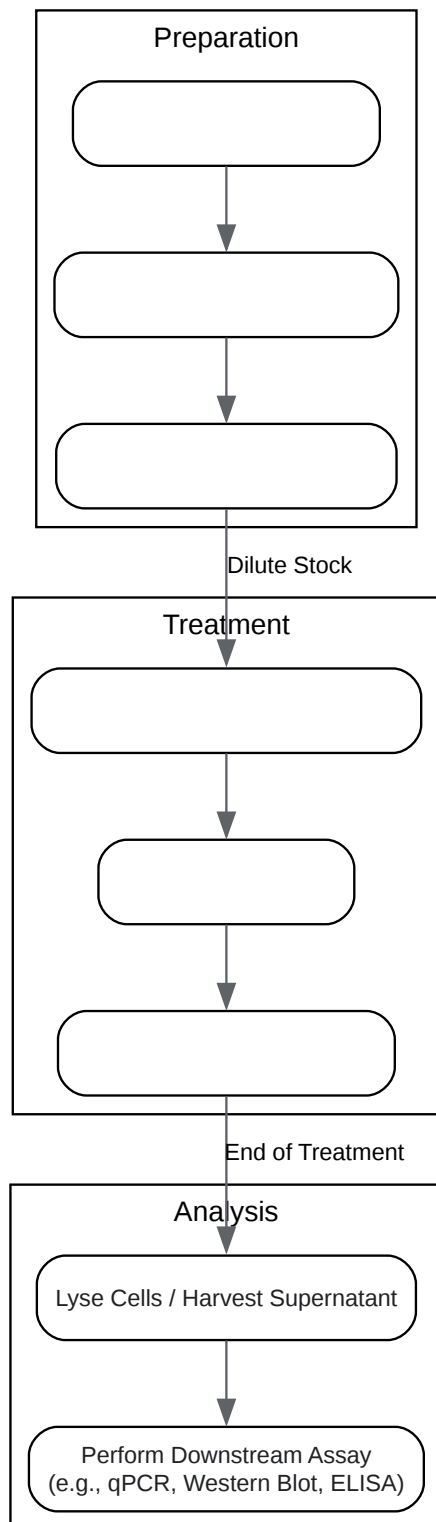 Preparation
Dilute Stock
Treatment
End of Treatment
Analysis
Lyse Cells / Harvest Supernatant
Perform Downstream Assay
(e.g., qPCR, Western Blot, ELISA)